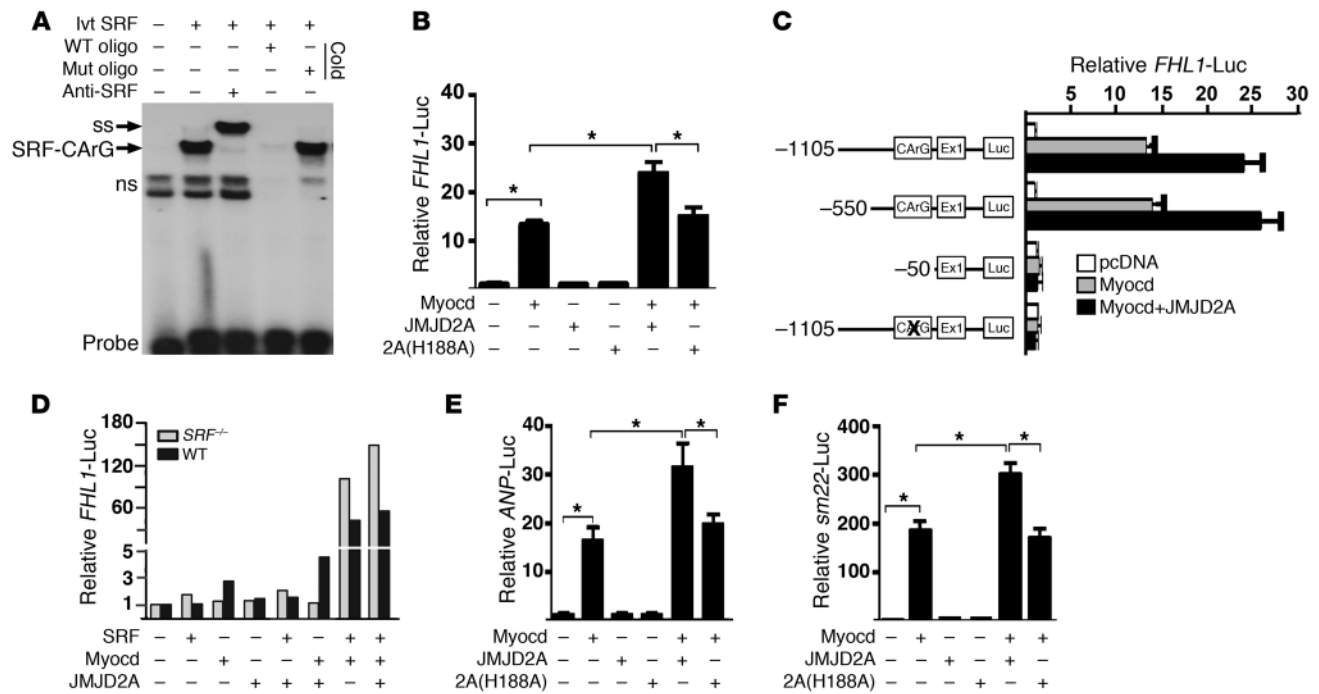 A
Ivt SRF – + + + +
WT oligo – – – + –
Mut oligo – – – – +
Cold
Anti-SRF – – + – –
ss
SRF-CArG
ns
Probe
B
Relative FHL1-Luc
40
30
20
10
Myocd – + – – + +
JMJD2A – – + – + –
2A(H188A) – – – + – +
* * *
C
Relative FHL1-Luc
5 10 15 20 25 30
–1105 CArG Ex1 Luc
–550 CArG Ex1 Luc
–50 Ex1 Luc
–1105 CArG X Ex1 Luc
pcDNA
Myocd
Myocd+JMJD2A
D
Relative FHL1-Luc
180
120
60
5
3
1
SRF–/–
WT
SRF – + – – + – + +
Myocd – – + – – + + +
JMJD2A – – – + + + – +
E
Relative ANP-Luc
40
30
20
10
* * *
Myocd – + – – + +
JMJD2A – – + – + –
2A(H188A) – – – + – +
F
Relative sm22-Luc
400
300
200
100
* * *
Myocd – + – – + +
JMJD2A – – + – + –
2A(H188A) – – – + – +